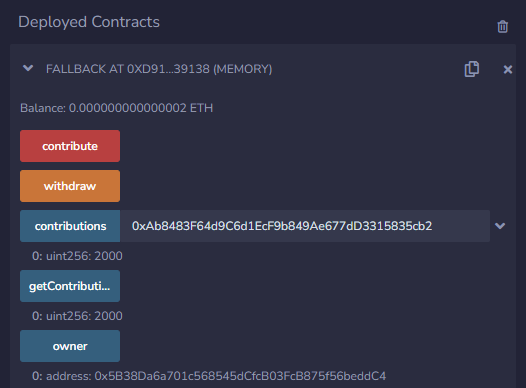 Deployed Contracts
FALLBACK AT 0XD91...39138 (MEMORY)
Balance: 0.000000000000002 ETH
contribute
withdraw
contributions 0xAb8483F64d9C6d1EcF9b849Ae677dD3315835cb2
0: uint256: 2000
getContributi...
0: uint256: 2000
owner
0: address: 0x5B38Da6a701c568545dCfcB03FcB875f56beddC4